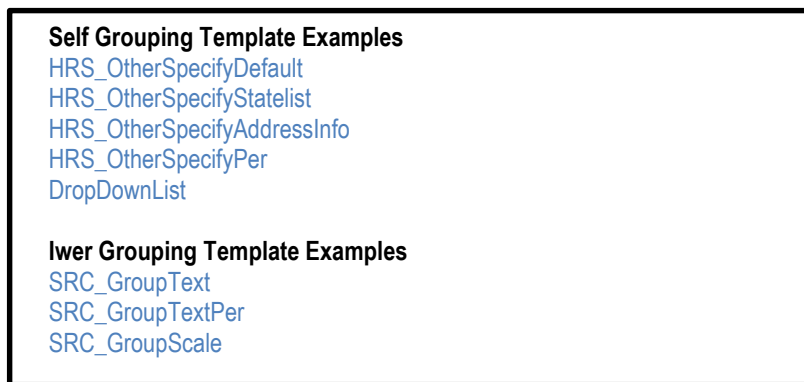 Self Grouping Template Examples
HRS_OtherSpecifyDefault
HRS_OtherSpecifyStatelist
HRS_OtherSpecifyAddressInfo
HRS_OtherSpecifyPer
DropDownList
Iwer Grouping Template Examples
SRC_GroupText
SRC_GroupTextPer
SRC_GroupScale